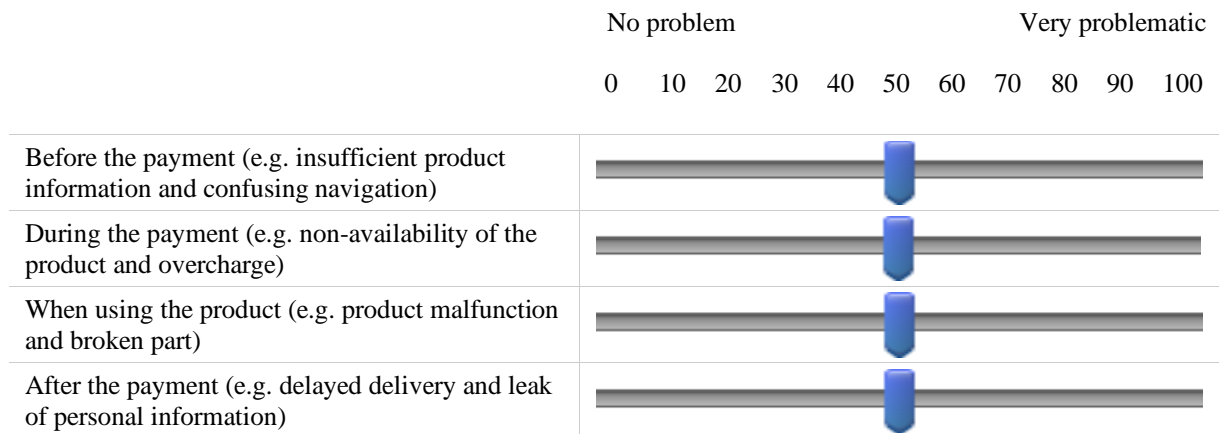 No problem Very problematic
0 10 20 30 40 50 60 70 80 90 100
Before the payment (e.g. insufficient product
information and confusing navigation)
During the payment (e.g. non-availability of the
product and overcharge)
When using the product (e.g. product malfunction
and broken part)
After the payment (e.g. delayed delivery and leak
of personal information)